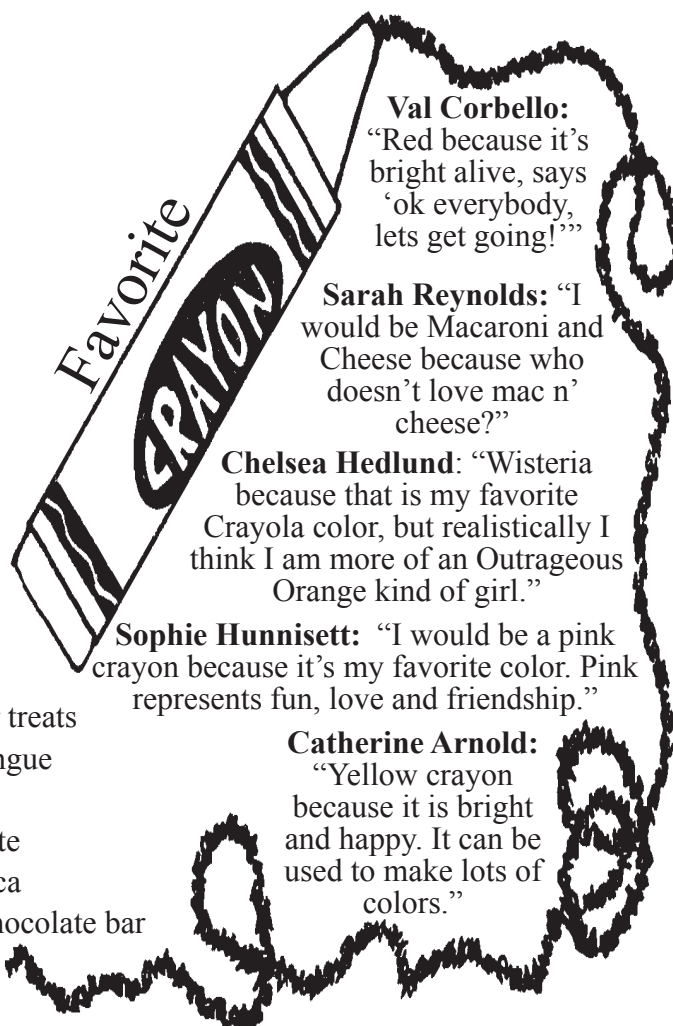 Favorite
CRAYON
Val Corbello:
“Red because it’s
bright alive, says
‘ok everybody,
lets get going!’”
Sarah Reynolds: “I
would be Macaroni and
Cheese because who
doesn’t love mac n’
cheese?”
Chelsea Hedlund: “Wisteria
because that is my favorite
Crayola color, but realistically I
think I am more of an Outrageous
Orange kind of girl.”
Sophie Hunnisett:  “I would be a pink
crayon because it’s my favorite color. Pink
represents fun, love and friendship.”
Catherine Arnold:
“Yellow crayon
because it is bright
and happy. It can be
used to make lots of
colors.”
treats
chocolate bar